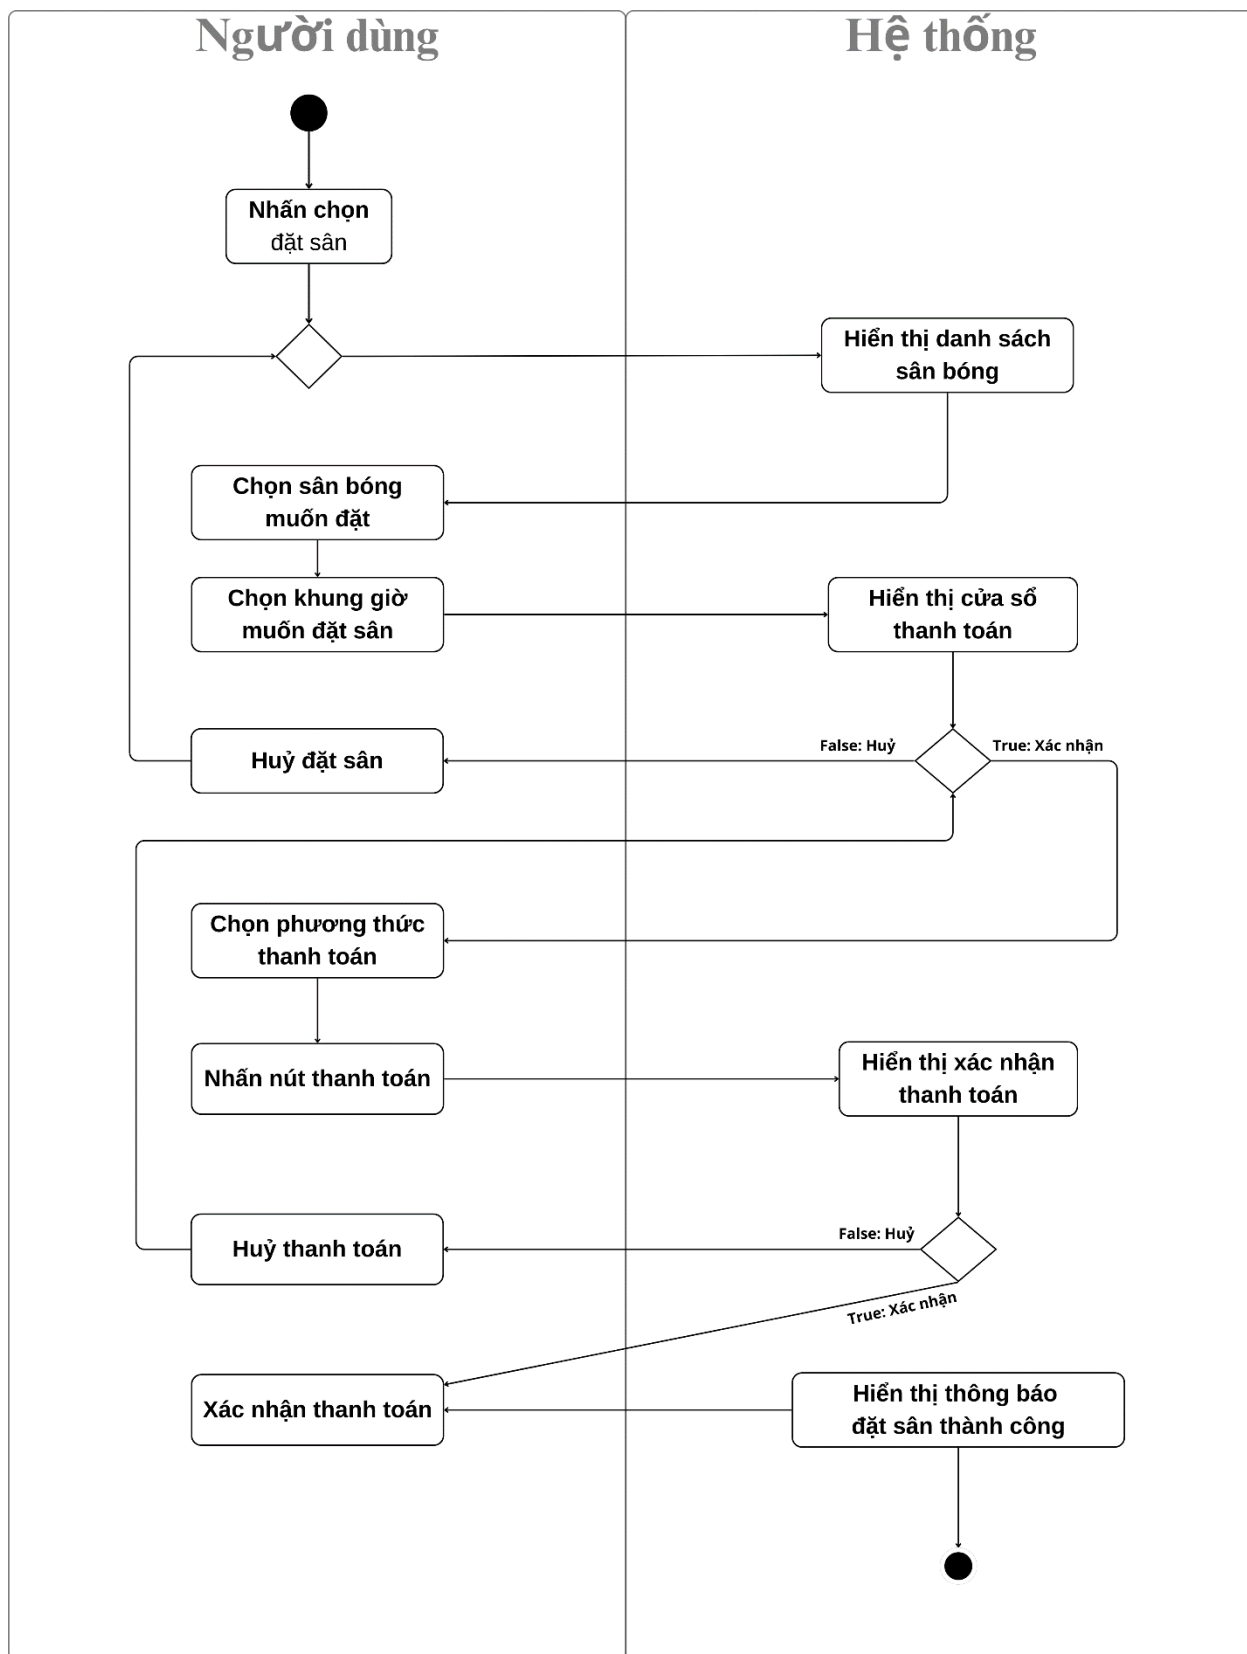 Người dùng
Hệ thống
Nhấn chọn
đặt sân
Hiển thị danh sách
sân bóng
Chọn sân bóng
muốn đặt
Chọn khung giờ
muốn đặt sân
Hiển thị cửa sổ
thanh toán
Huỷ đặt sân
False: Huỷ
True: Xác nhận
Chọn phương thức
thanh toán
Nhấn nút thanh toán
Hiển thị xác nhận
thanh toán
Huỷ thanh toán
False: Huỷ
True: Xác nhận
Xác nhận thanh toán
Hiển thị thông báo
đặt sân thành công